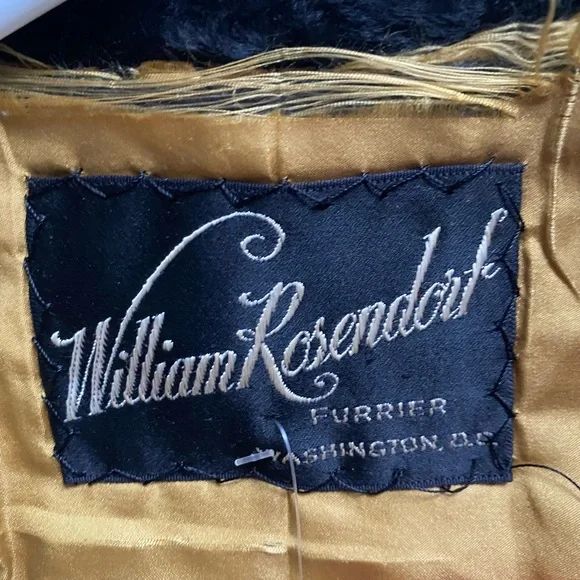 William Rosendorf
FURRIER
WASHINGTON, D.C.